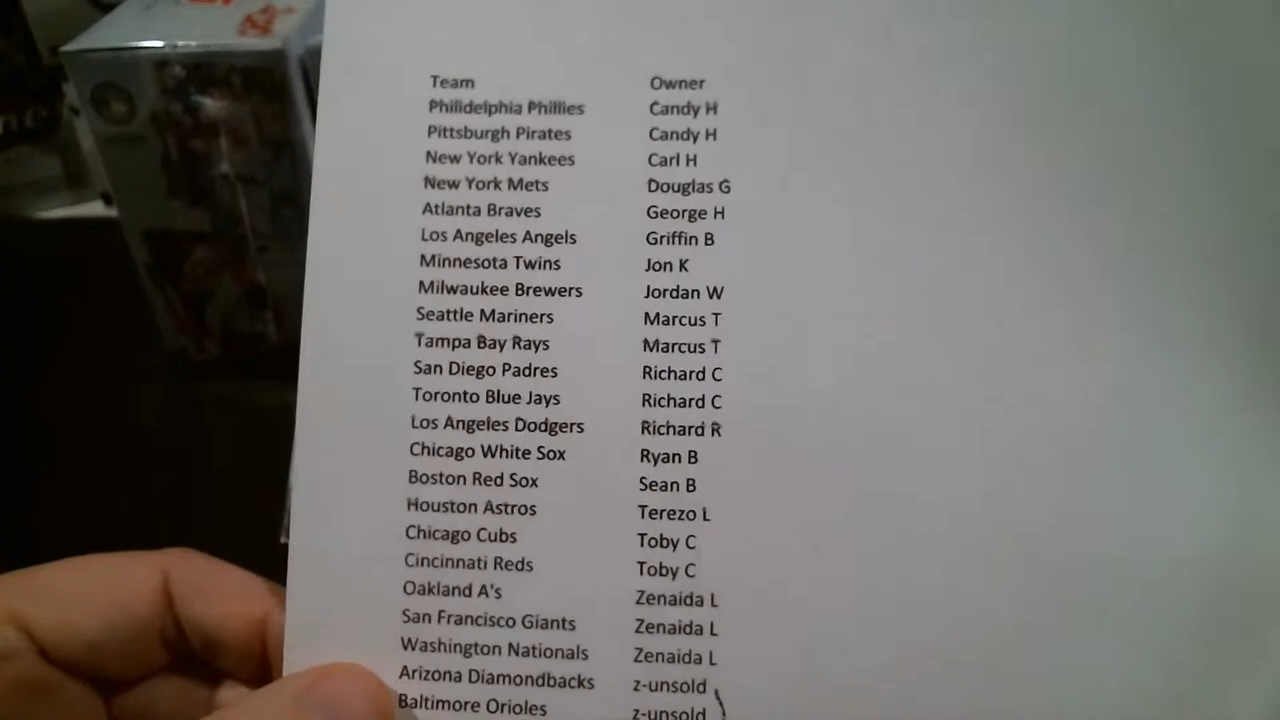 Team Owner
Philidelphia Phillies Candy H
Pittsburgh Pirates Candy H
New York Yankees Carl H
New York Mets Douglas G
Atlanta Braves George H
Los Angeles Angels Griffin B
Minnesota Twins Jon K
Milwaukee Brewers Jordan W
Seattle Mariners Marcus T
Tampa Bay Rays Marcus T
San Diego Padres Richard C
Toronto Blue Jays Richard C
Los Angeles Dodgers Richard R
Chicago White Sox Ryan B
Boston Red Sox Sean B
Houston Astros Terezo L
Chicago Cubs Toby C
Cincinnati Reds Toby C
Oakland A's Zenaida L
San Francisco Giants Zenaida L
Washington Nationals Zenaida L
Arizona Diamondbacks z-unsold
Baltimore Orioles z-unsold